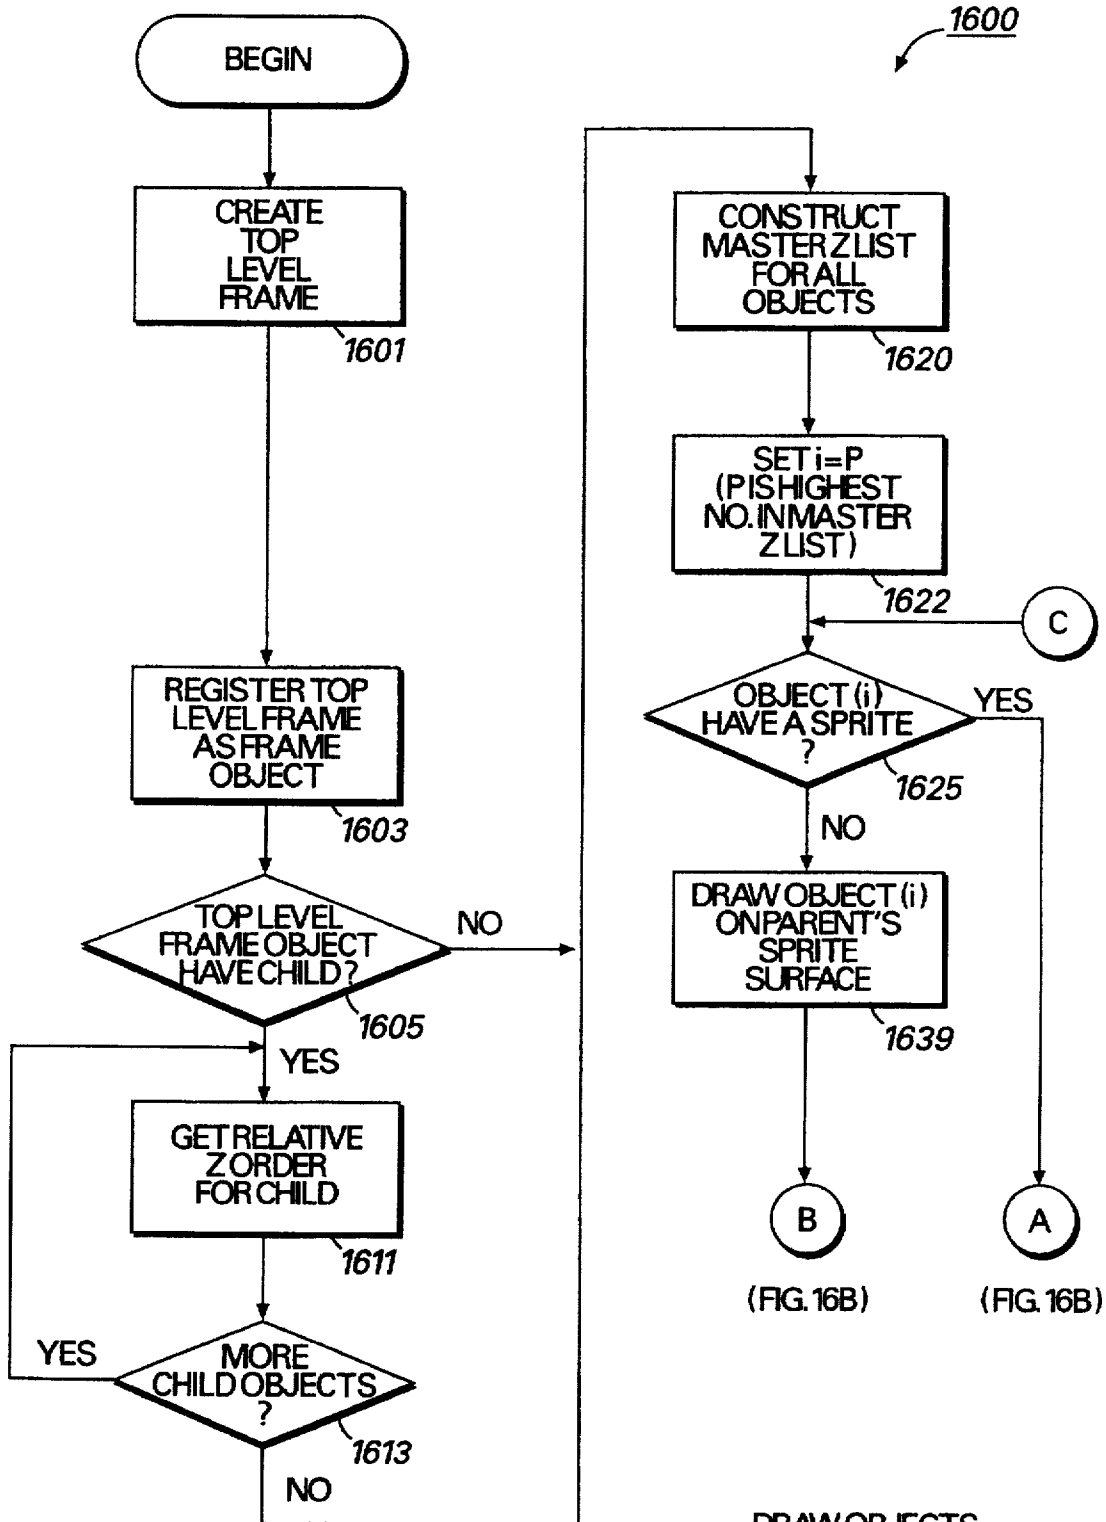 1600
BEGIN
CREATE
TOP
LEVEL
FRAME
1601
REGISTER TOP
LEVEL FRAME
AS FRAME
OBJECT
1603
TOP LEVEL
FRAME OBJECT
HAVE CHILD?
1605
NO
YES
GET RELATIVE
Z ORDER
FOR CHILD
1611
MORE
CHILD OBJECTS
?
1613
YES
NO
CONSTRUCT
MASTER Z LIST
FOR ALL
OBJECTS
1620
SET i=P
(P IS HIGHEST
NO. IN MASTER
Z LIST)
1622
C
OBJECT (i)
HAVE A SPRITE
?
1625
YES
NO
DRAW OBJECT (i)
ON PARENT'S
SPRITE
SURFACE
1639
B
(FIG. 16B)
A
(FIG. 16B)
DRAW OBJECTS